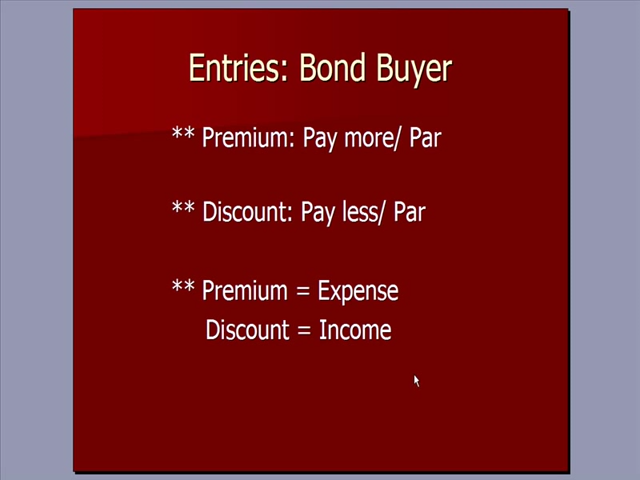 Entries: Bond Buyer
** Premium: Pay more/ Par
** Discount: Pay less/ Par
** Premium = Expense
Discount = Income